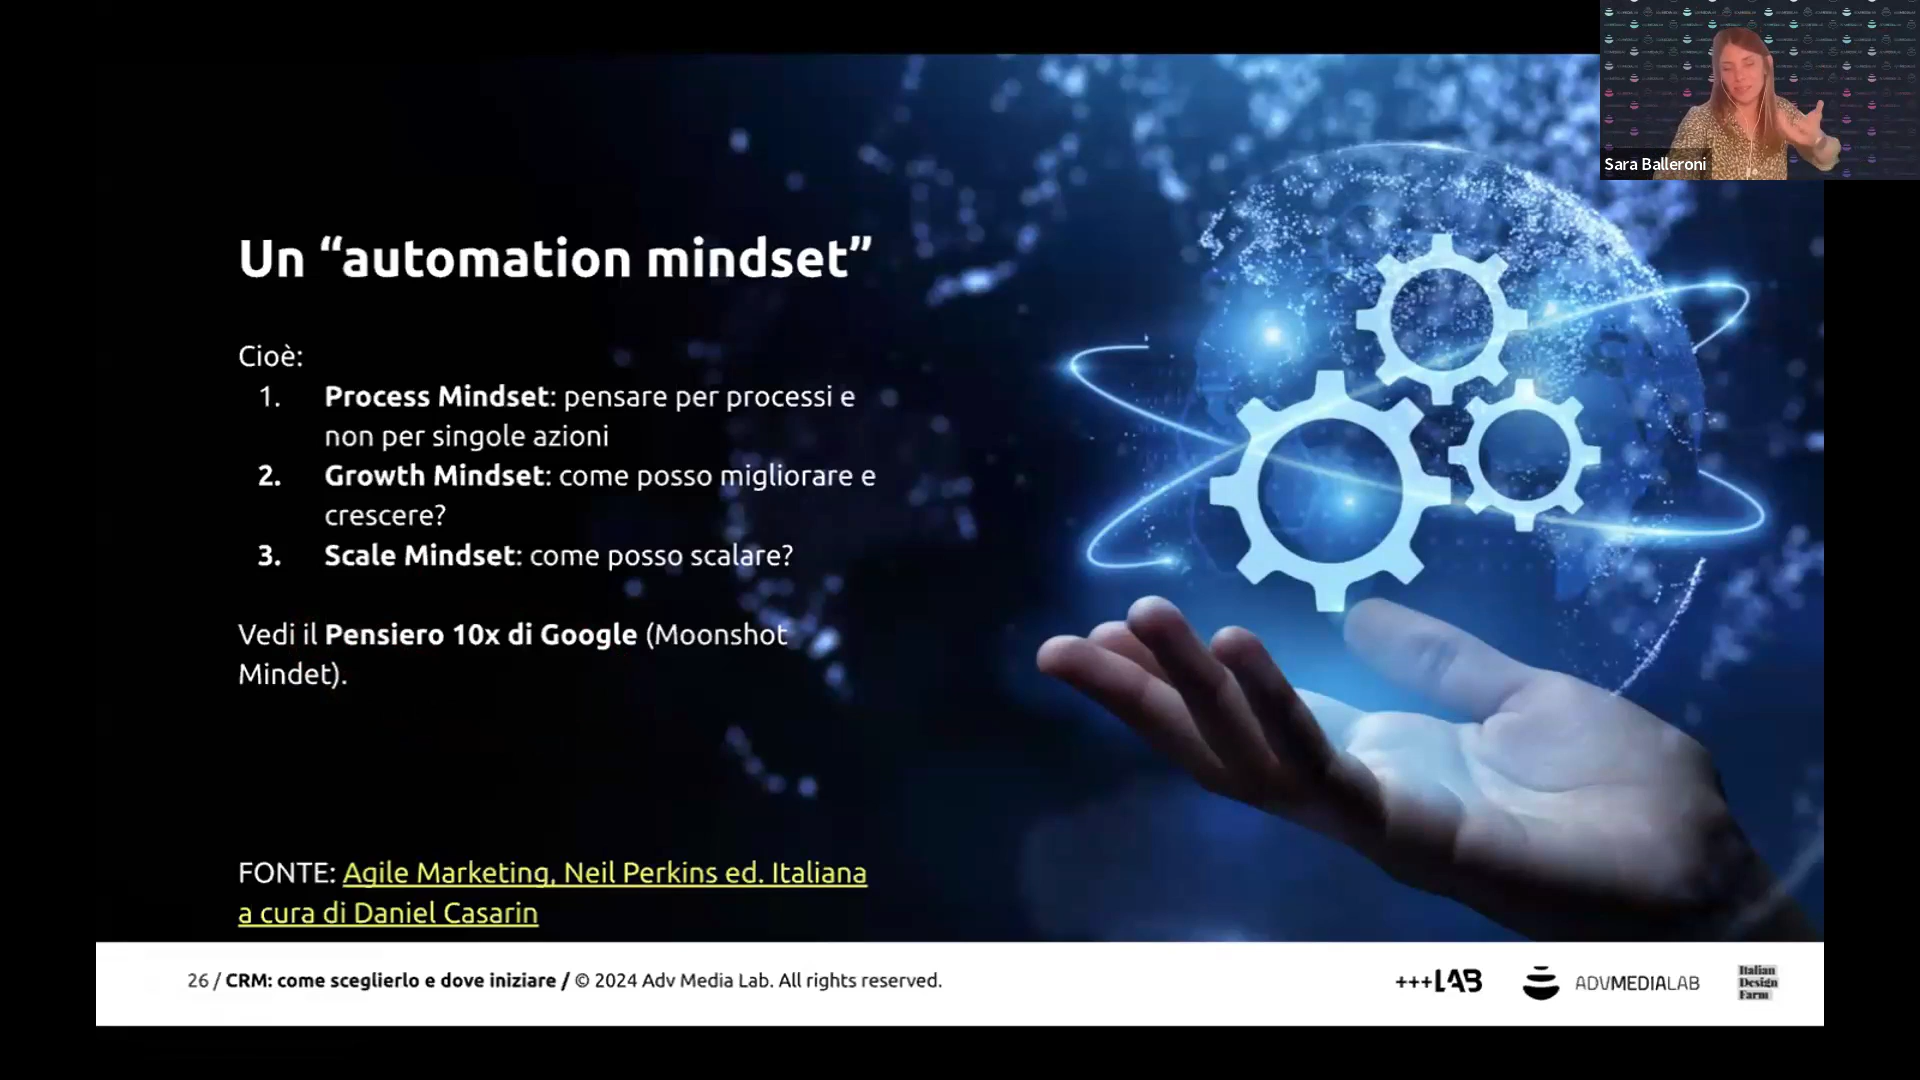 Sara Balleroni
Un “automation mindset”
Cioè:
1. Process Mindset: pensare per processi e
non per singole azioni
2. Growth Mindset: come posso migliorare e
crescere?
3. Scale Mindset: come posso scalare?
Vedi il Pensiero 10x di Google (Moonshot
Mindet).
FONTE: Agile Marketing, Neil Perkins ed. Italiana
a cura di Daniel Casarin
26 / CRM: come sceglierlo e dove iniziare / © 2024 Adv Media Lab. All rights reserved.
+++LAB
ADVMEDIALAB
Italian
Design
Farm